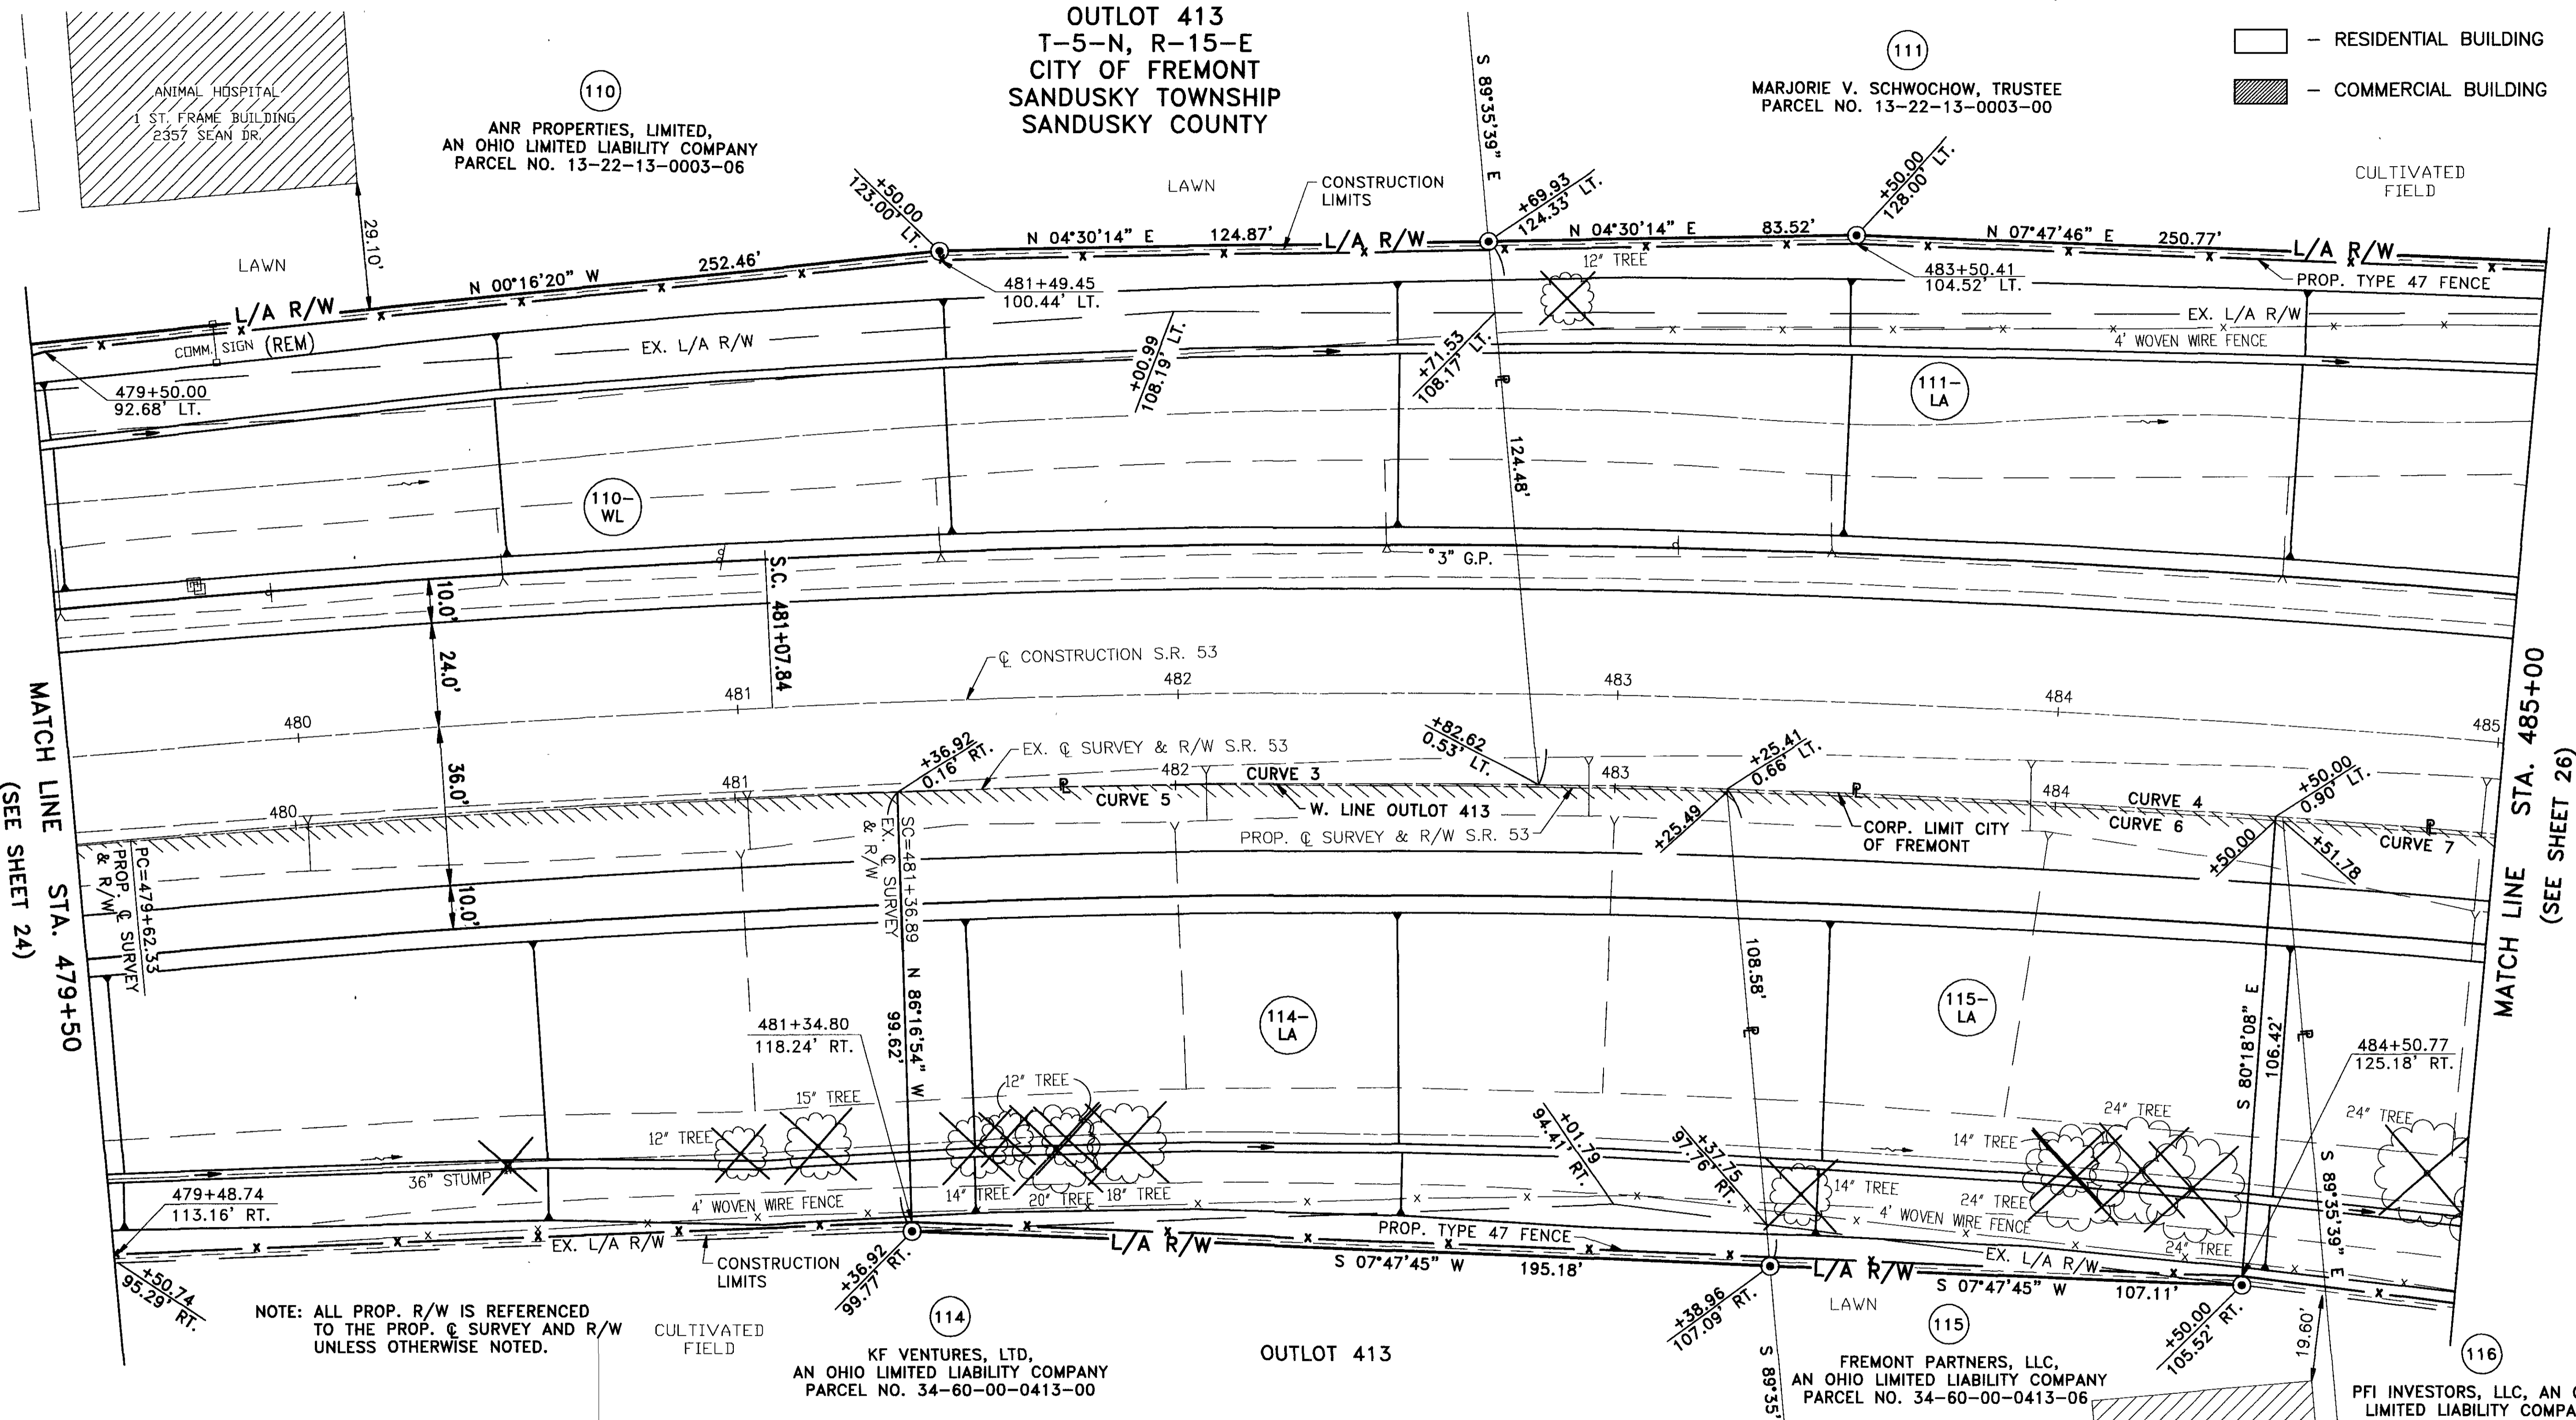 OUTLOT 413
T-5-N, R-15-E
CITY OF FREMONT
SANDUSKY TOWNSHIP
SANDUSKY COUNTY
— RESIDENTIAL BUILDING
— COMMERCIAL BUILDING
ANIMAL HOSPITAL
1 ST. FRAME BUILDING
2357 SEAN DR.
110
ANR PROPERTIES, LIMITED,
AN OHIO LIMITED LIABILITY COMPANY
PARCEL NO. 13-22-13-0003-06
111
MARJORIE V. SCHWOCHOW, TRUSTEE
PARCEL NO. 13-22-13-0003-00
S 89°35'39" E
CULTIVATED
FIELD
LAWN
29.10'
LAWN
CONSTRUCTION
LIMITS
+50.00
123.00' LT.
+69.93
124.33' LT.
+50.00
128.00' LT.
L/A R/W
N 00°16'20" W
252.46'
N 04°30'14" E
124.87'
L/A R/W
N 04°30'14" E
83.52'
N 07°47'46" E
250.77'
L/A R/W
PROP. TYPE 47 FENCE
12" TREE
481+49.45
100.44' LT.
483+50.41
104.52' LT.
COMM. SIGN (REM)
EX. L/A R/W
EX. L/A R/W
4' WOVEN WIRE FENCE
479+50.00
92.68' LT.
+00.99
108.19' LT.
+71.53
108.17' LT.
111-
LA
124.48'
110-
WL
3" G.P.
S.C. 481+07.84
10.0'
24.0'
36.0'
10.0'
℄ CONSTRUCTION S.R. 53
480
481
482
483
484
485
MATCH LINE STA. 479+50
(SEE SHEET 24)
MATCH LINE STA. 485+00
(SEE SHEET 26)
+36.92
0.16' RT.
EX. ℄ SURVEY & R/W S.R. 53
+82.62
0.53' LT.
+25.41
0.66' LT.
+50.00
0.90' LT.
480
481
482
483
484
CURVE 3
CURVE 5
W. LINE OUTLOT 413
PROP. ℄ SURVEY & R/W S.R. 53
+25.49
CORP. LIMIT CITY
OF FREMONT
CURVE 4
CURVE 6
+50.00
+51.78
CURVE 7
PC=479+62.33
PROP. ℄ SURVEY
& R/W
SC=481+36.89
EX. ℄ SURVEY
& R/W
N 86°16'54" W
99.62'
108.58'
S 80°18'08" E
106.42'
481+34.80
118.24' RT.
114-
LA
115-
LA
484+50.77
125.18' RT.
12" TREE
15" TREE
12" TREE
36" STUMP
14" TREE
20" TREE
18" TREE
4' WOVEN WIRE FENCE
+01.79
94.41' RT.
+37.75
97.76' RT.
14" TREE
4' WOVEN WIRE FENCE
24" TREE
14" TREE
24" TREE
24" TREE
24" TREE
S 89°35'39" E
479+48.74
113.16' RT.
EX. L/A R/W
CONSTRUCTION
LIMITS
L/A R/W
PROP. TYPE 47 FENCE
S 07°47'45" W
195.18'
L/A R/W
EX. L/A R/W
S 07°47'45" W
107.11'
+50.74
95.29' RT.
+36.92
99.77' RT.
+38.96
107.09' RT.
+50.00
105.52' RT.
19.60'
NOTE: ALL PROP. R/W IS REFERENCED
TO THE PROP. ℄ SURVEY AND R/W
UNLESS OTHERWISE NOTED.
CULTIVATED
FIELD
114
KF VENTURES, LTD,
AN OHIO LIMITED LIABILITY COMPANY
PARCEL NO. 34-60-00-0413-00
OUTLOT 413
S 89°35'
LAWN
115
FREMONT PARTNERS, LLC,
AN OHIO LIMITED LIABILITY COMPANY
PARCEL NO. 34-60-00-0413-06
116
PFI INVESTORS, LLC, AN
LIMITED LIABILITY COMPA